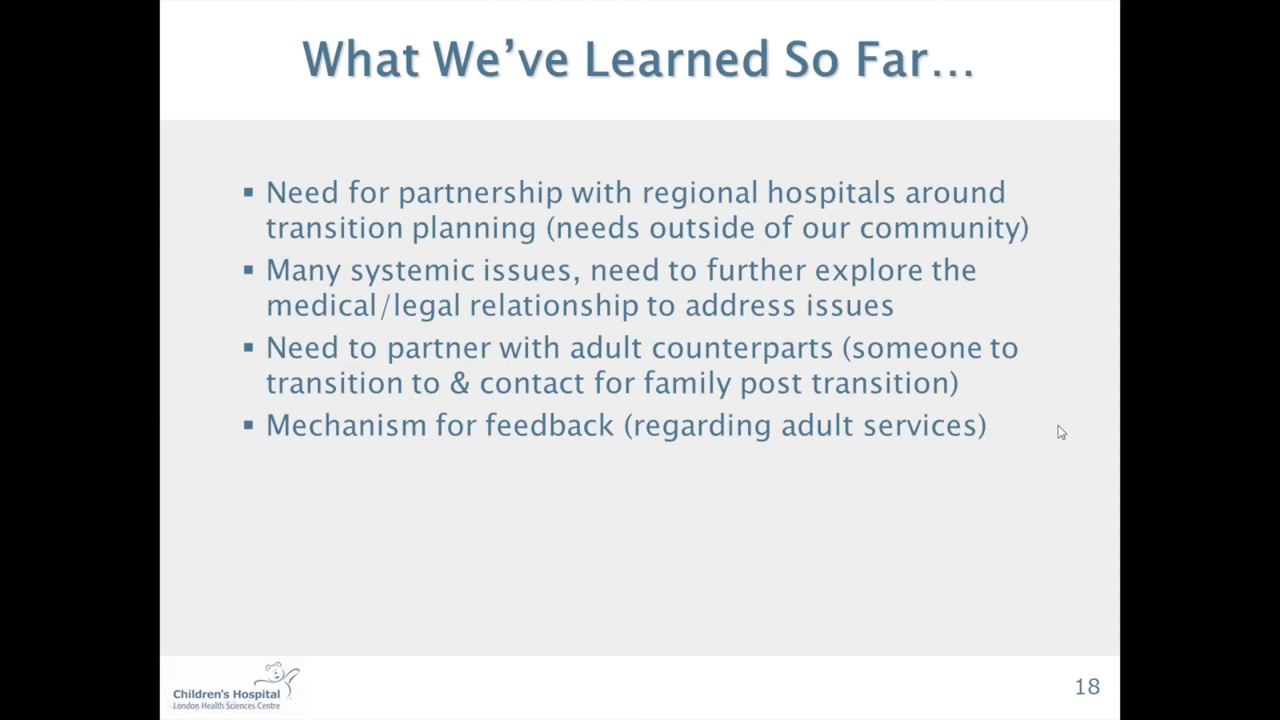 What We’ve Learned So Far…
▪ Need for partnership with regional hospitals around
transition planning (needs outside of our community)
▪ Many systemic issues, need to further explore the
medical/legal relationship to address issues
▪ Need to partner with adult counterparts (someone to
transition to & contact for family post transition)
▪ Mechanism for feedback (regarding adult services)
Children's Hospital
London Health Sciences Centre
18